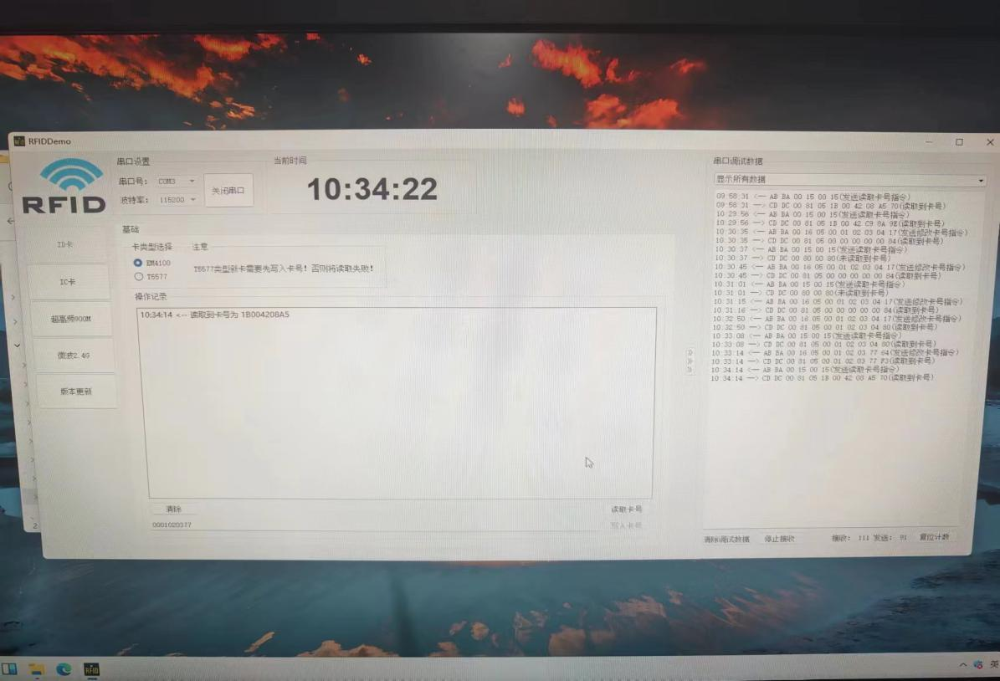 RFIDDemo
RFID
串口设置
串口号： COM3
波特率： 115200
关闭串口
当前时间
10:34:22
ID卡
IC卡
超高频900M
微波2.4G
版本更新
基础
卡类型选择
EM4100
T5577
注意
T5577类型新卡需要先写入卡号！否则将读取失败！
操作记录
10:34:14 <-- 读取到卡号为 1B004208A5
清除
读取卡号
0001020377
写入卡号
串口调试数据
显示所有数据
09:58:31 <— AB BA 00 15 00 15(发送读取卡号指令)
09:58:31 —> CD DC 00 81 05 1B 00 42 08 A5 70(读取到卡号)
10:29:56 <— AB BA 00 15 00 15(发送读取卡号指令)
10:29:56 —> CD DC 00 81 05 1B 00 42 C9 8A 9E(读取到卡号)
10:30:35 <— AB BA 00 16 05 00 01 02 03 04 17(发送修改卡号指令)
10:30:35 —> CD DC 00 81 05 00 00 00 00 00 84(读取到卡号)
10:30:37 <— AB BA 00 15 00 15(发送读取卡号指令)
10:30:37 —> CD DC 00 80 00 80(未读取到卡号)
10:30:45 <— AB BA 00 16 05 00 01 02 03 04 17(发送修改卡号指令)
10:30:45 —> CD DC 00 81 05 00 00 00 00 00 84(读取到卡号)
10:31:01 <— AB BA 00 15 00 15(发送读取卡号指令)
10:31:01 —> CD DC 00 80 00 80(未读取到卡号)
10:31:15 <— AB BA 00 16 05 00 01 02 03 04 17(发送修改卡号指令)
10:31:16 —> CD DC 00 81 05 00 00 00 00 00 84(读取到卡号)
10:32:50 <— AB BA 00 16 05 00 01 02 03 04 17(发送修改卡号指令)
10:32:50 —> CD DC 00 81 05 00 01 02 03 04 80(读取到卡号)
10:33:08 <— AB BA 00 15 00 15(发送读取卡号指令)
10:33:08 —> CD DC 00 81 05 00 01 02 03 04 80(读取到卡号)
10:33:14 <— AB BA 00 16 05 00 01 02 03 77 64(发送修改卡号指令)
10:33:14 —> CD DC 00 81 05 00 01 02 03 77 F3(读取到卡号)
10:34:14 <— AB BA 00 15 00 15(发送读取卡号指令)
10:34:14 —> CD DC 00 81 05 1B 00 42 08 A5 70(读取到卡号)
清除调试数据 停止接收 接收： 111 发送： 91 复位计数
2
RFID
英